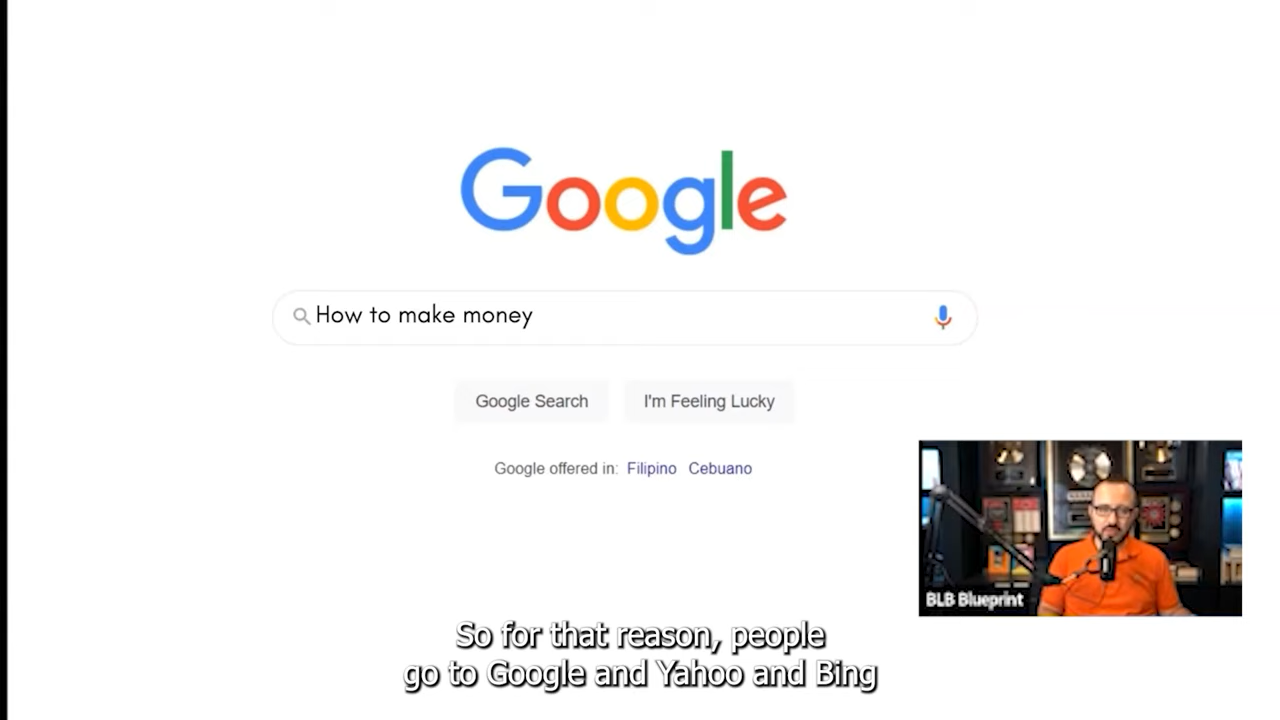 Google
How to make money
Google Search
I'm Feeling Lucky
Google offered in: Filipino Cebuano
BLB Blueprint
So for that reason, people
go to Google and Yahoo and Bing